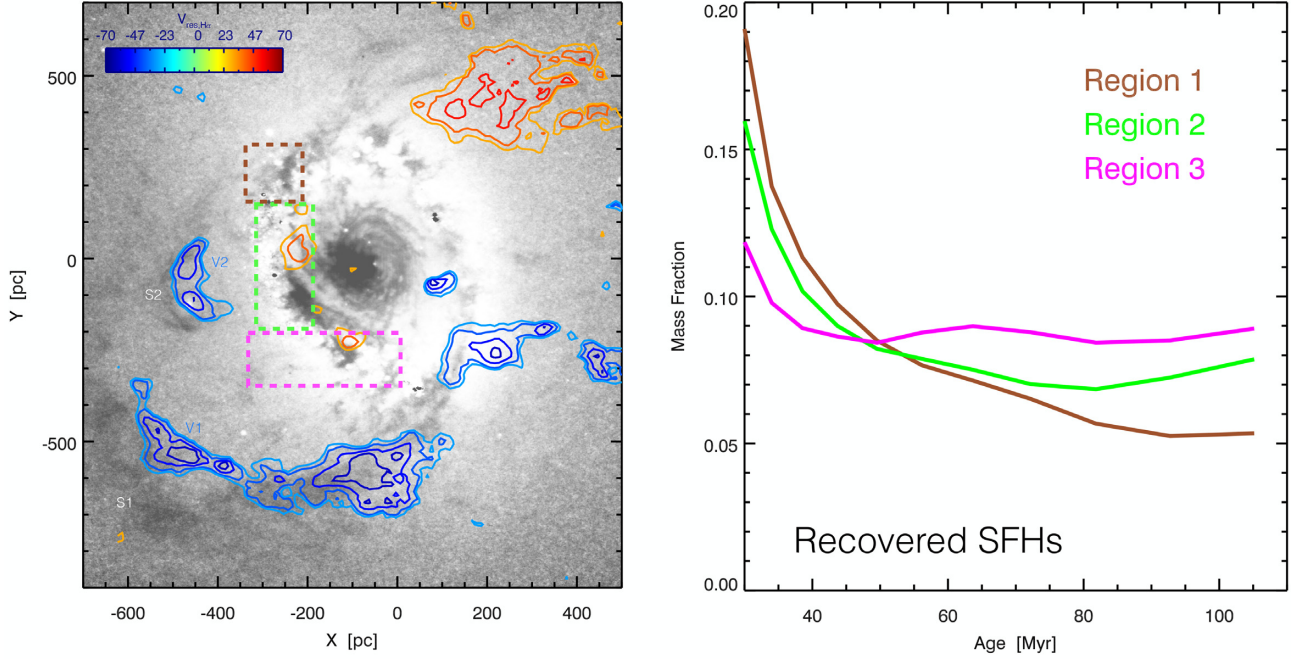 V_res,Hα
-70 -47 -23 0 23 47 70
500
0
-500
Y [pc]
V2
S2
V1
S1
-600 -400 -200 0 200 400
X [pc]
0.20
0.15
0.10
0.05
0.00
Mass Fraction
Region 1
Region 2
Region 3
Recovered SFHs
40 60 80 100
Age [Myr]